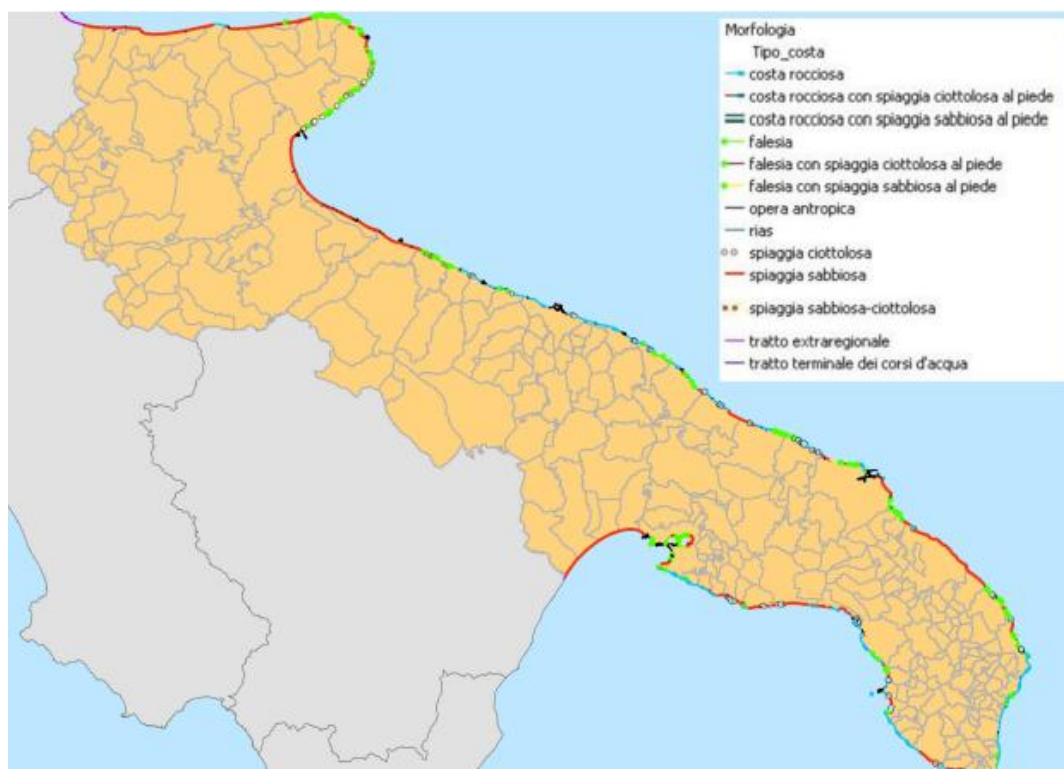 Morfologia
Tipo_costa
costa rocciosa
costa rocciosa con spiaggia ciottolosa al piede
costa rocciosa con spiaggia sabbiosa al piede
falesia
falesia con spiaggia ciottolosa al piede
falesia con spiaggia sabbiosa al piede
opera antropica
rias
spiaggia ciottolosa
spiaggia sabbiosa
spiaggia sabbiosa-ciottolosa
tratto extraregionale
tratto terminale dei corsi d'acqua